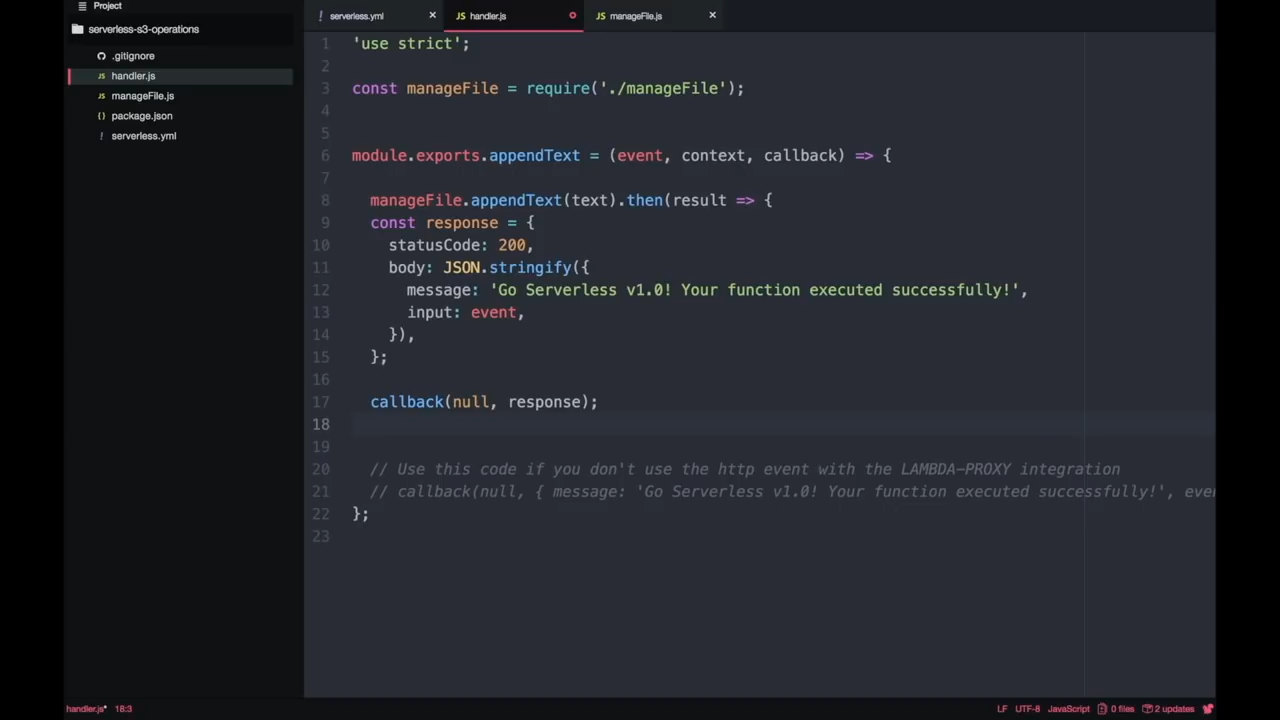 Project
serverless-s3-operations
.gitignore
JS handler.js
JS manageFile.js
{} package.json
! serverless.yml
! serverless.yml ×
JS handler.js
JS manageFile.js ×
1 'use strict';
2
3 const manageFile = require('./manageFile');
4
5
6 module.exports.appendText = (event, context, callback) => {
7
8 manageFile.appendText(text).then(result => {
9 const response = {
10 statusCode: 200,
11 body: JSON.stringify({
12 message: 'Go Serverless v1.0! Your function executed successfully!',
13 input: event,
14 }),
15 };
16
17 callback(null, response);
18
19
20 // Use this code if you don't use the http event with the LAMBDA-PROXY integration
21 // callback(null, { message: 'Go Serverless v1.0! Your function executed successfully!', even
22 };
23
handler.js* 18:3
LF UTF-8 JavaScript 0 files 2 updates